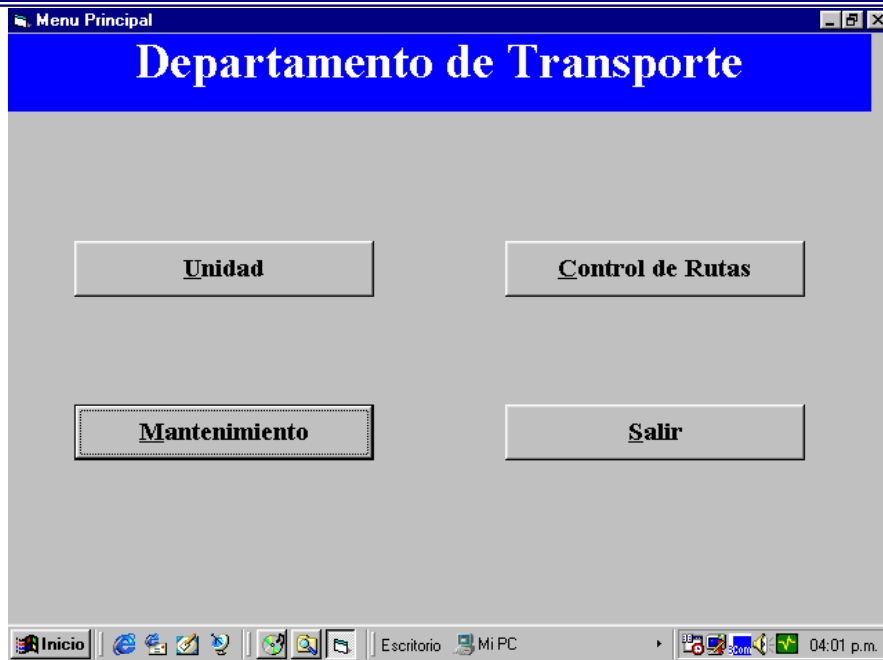 Menu Principal
Departamento de Transporte
Unidad
Control de Rutas
Mantenimiento
Salir
Inicio
Escritorio
Mi PC
04:01 p.m.